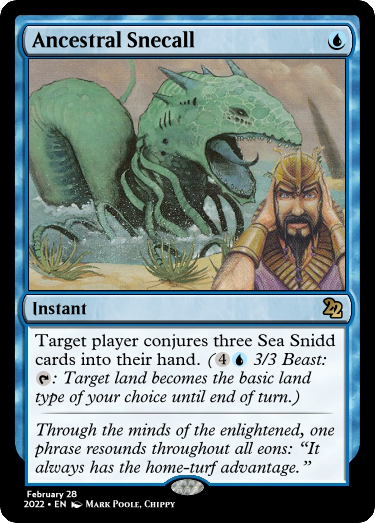 Ancestral Snecall
Instant
22
Target player conjures three Sea Snidd
cards into their hand. (4 3/3 Beast:
: Target land becomes the basic land
type of your choice until end of turn.)
Through the minds of the enlightened, one
phrase resounds throughout all eons: “It
always has the home-turf advantage.”
February 28
2022 • EN Mark Poole, Chippy